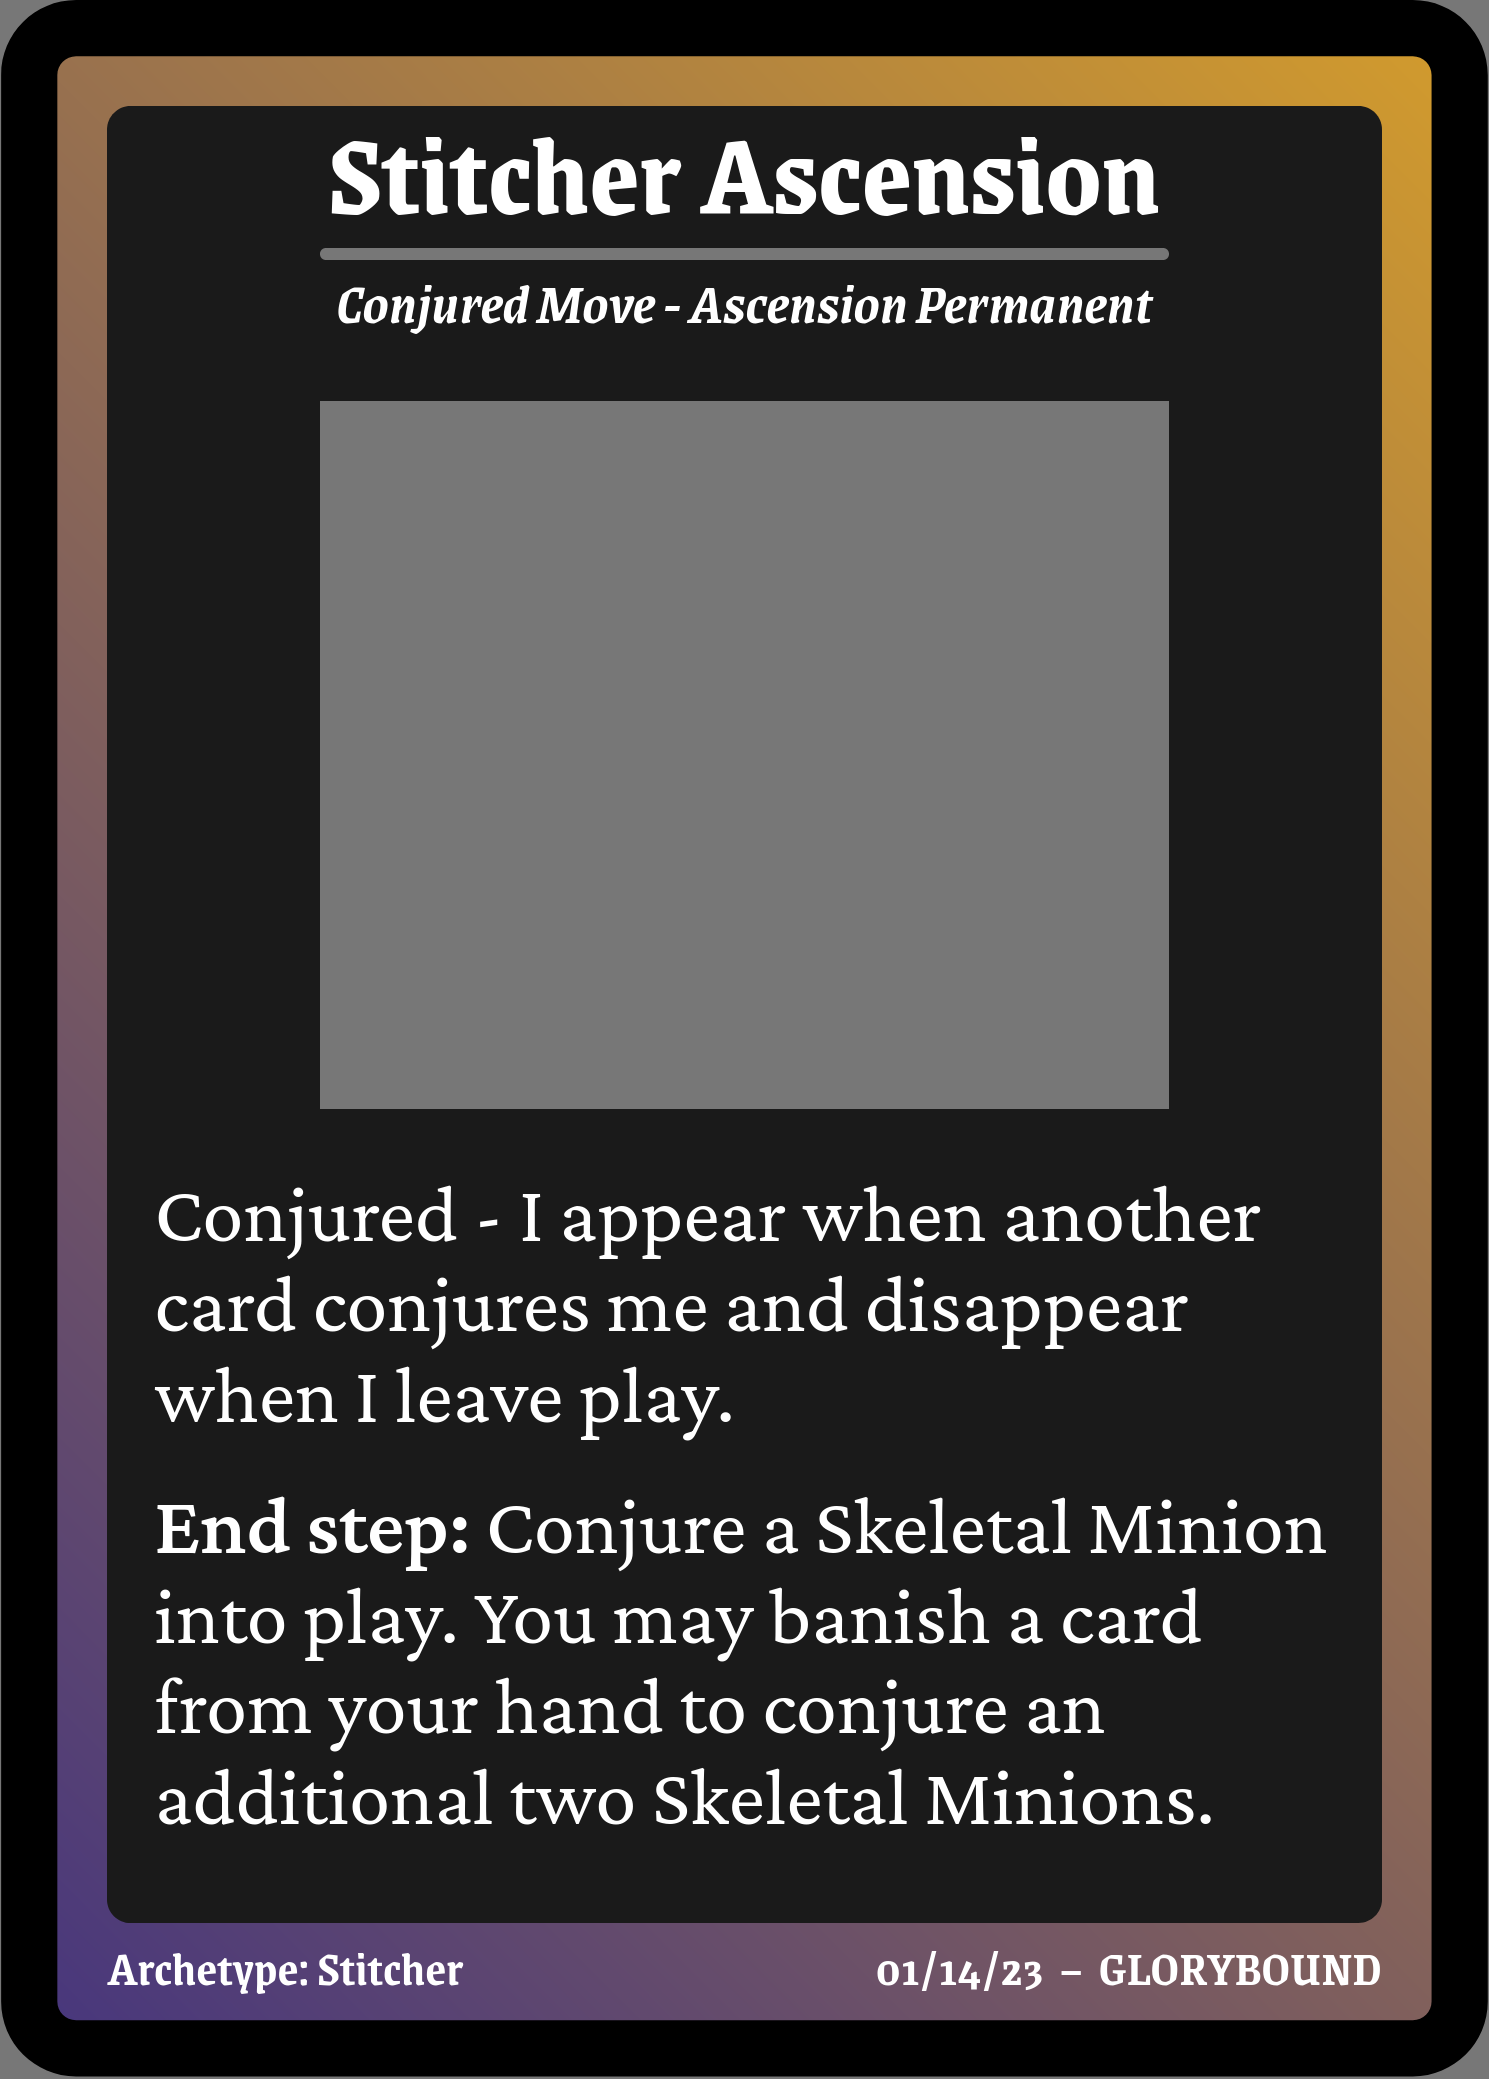 Stitcher Ascension
Conjured Move - Ascension Permanent
Conjured - I appear when another
card conjures me and disappear
when I leave play.
End step: Conjure a Skeletal Minion
into play. You may banish a card
from your hand to conjure an
additional two Skeletal Minions.
Archetype: Stitcher
01/14/23 – GLORYBOUND